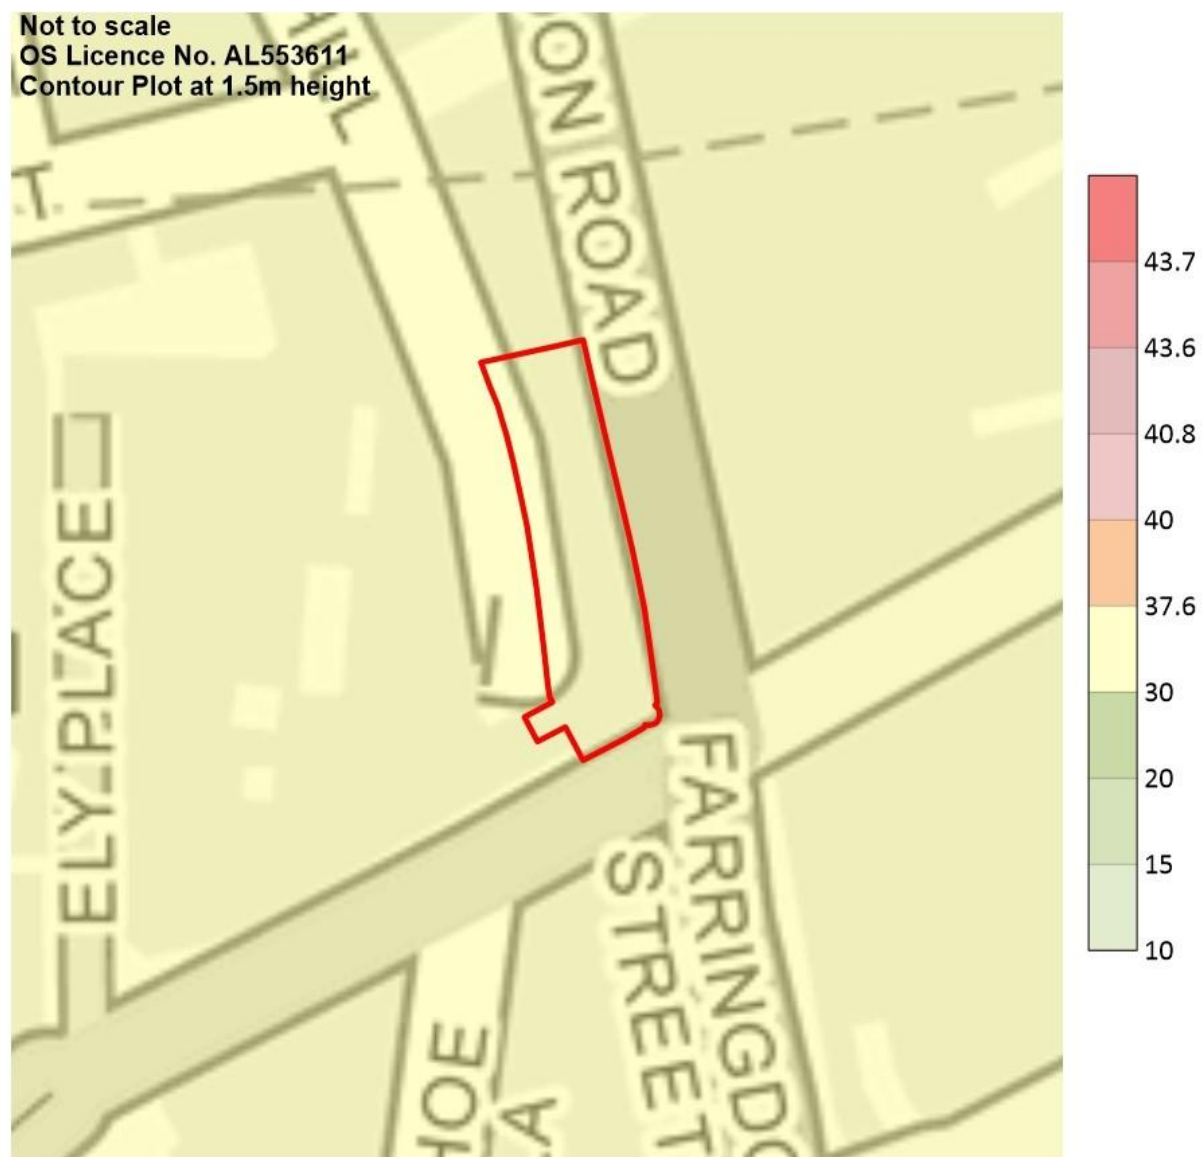 Not to scale
OS Licence No. AL553611
Contour Plot at 1.5m height
HILL
ON ROAD
T
43.7
43.6
40.8
40
37.6
30
20
15
10
ELY PLACE
FARRINGDO
STREET
HOE
A